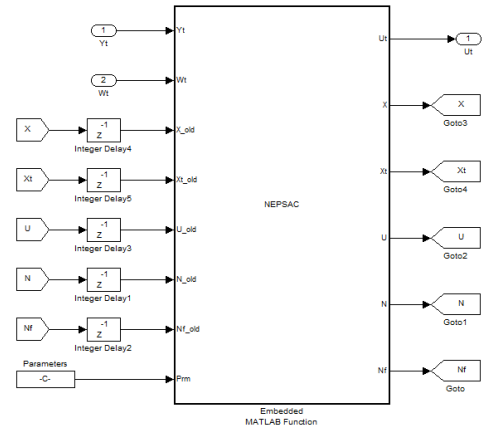 1
Yt
Yt
Ut
1
Ut
2
Wt
Wt
X
X
Goto3
X
-1
Z
X_old
Integer Delay4
Xt
Xt
Goto4
Xt
-1
Z
Xt_old
Integer Delay5
NEPSAC
U
-1
Z
U_old
Integer Delay3
U
U
Goto2
N
-1
Z
N_old
Integer Delay1
N
N
Goto1
Nf
-1
Z
Nf_old
Integer Delay2
Parameters
-C-
Prm
Nf
Nf
Goto
Embedded
MATLAB Function